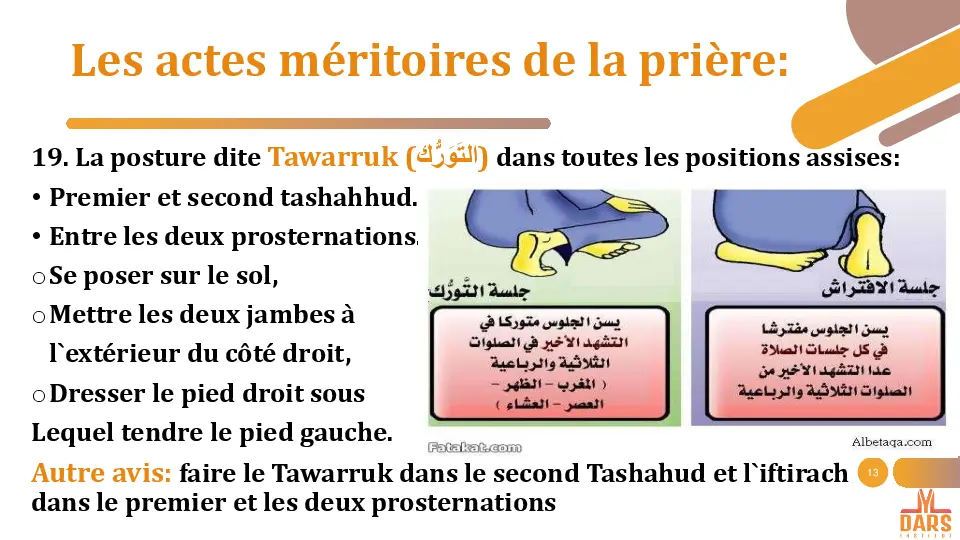 Les actes méritoires de la prière:
19. La posture dite Tawarruk (التَّوَرُّك) dans toutes les positions assises:
• Premier et second tashahhud.
• Entre les deux prosternations.
o Se poser sur le sol,
o Mettre les deux jambes à
l`extérieur du côté droit,
o Dresser le pied droit sous
Lequel tendre le pied gauche.
جلسة التَّورُّك
يسن الجلوس متوركا في
التشهد الأخير في الصلوات
الثلاثية والرباعية
( المغرب - الظهر -
العصر - العشاء )
Fatakat.com
جلسة الافتراش
يسن الجلوس مفترشا
في كل جلسات الصلاة
عدا التشهد الأخير من
الصلوات الثلاثية والرباعية
Albetaqa.com
Autre avis: faire le Tawarruk dans le second Tashahud et l`iftirach
dans le premier et les deux prosternations
13
DARS
INSTITUT